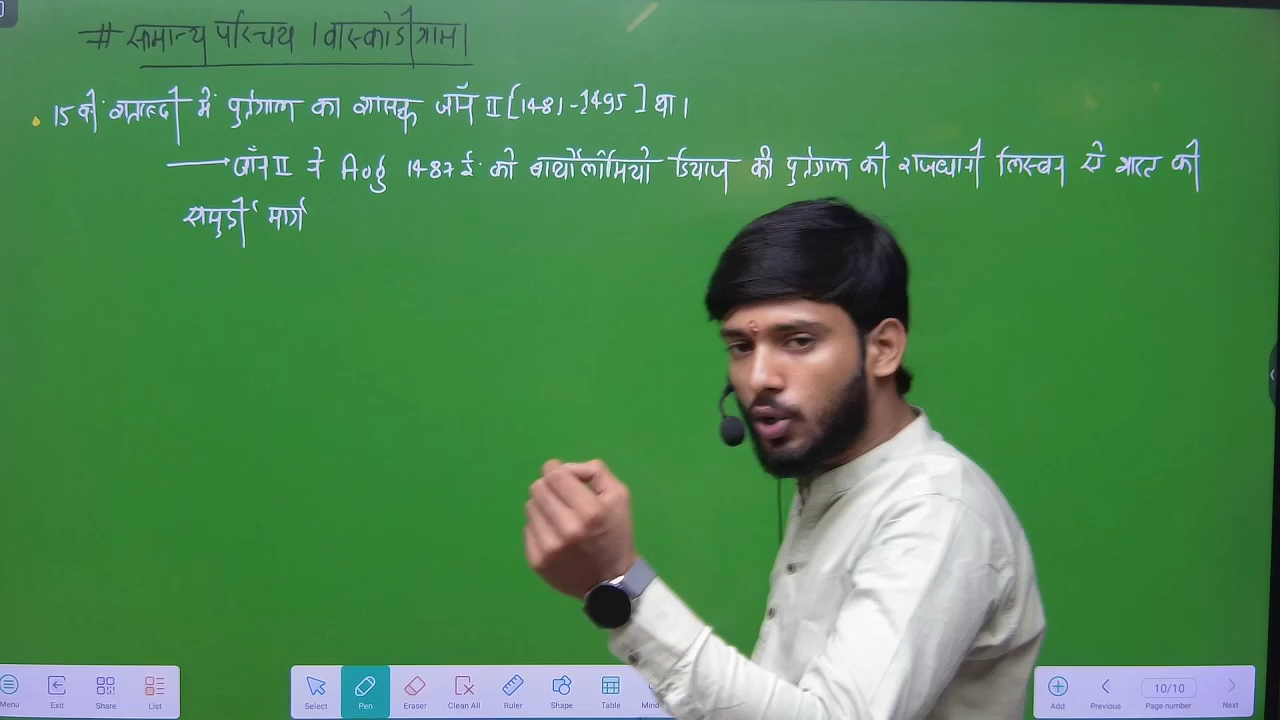 # सामान्य परिचय । वास्कोडीगामा
15 वीं शताब्दी में पुर्तगाल का शासक जॉन II [1481-1495] था।
→ जॉन II ने Aug 1487 ई. को बार्थोलोमियो डियाज को पुर्तगाल की राजधानी लिस्बन से भारत की
समुद्री मार्ग
Menu
Exit
Share
List
Select
Pen
Eraser
Clean All
Ruler
Shape
Table
Mind
Add
Previous
10/10
Page number
Next